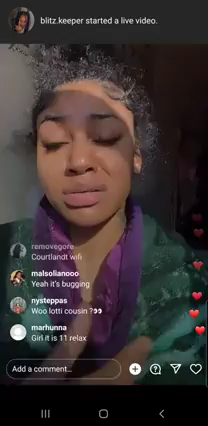 blitz.keeper started a live video.
removegore
Courtlandt wifi
malsolianooo
Yeah it's bugging
nysteppas
Woo lotti cousin ?👀
marhunna
Girl it is 11 relax
Add a comment...